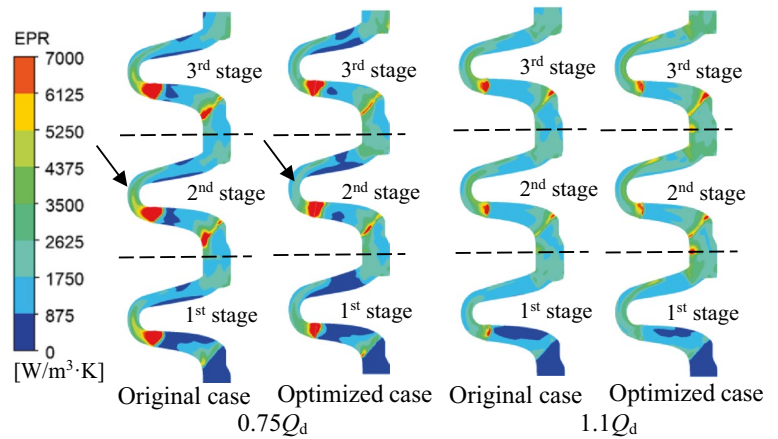 EPR
7000
6125
5250
4375
3500
2625
1750
875
0
[W/m³·K]
3rd stage
2nd stage
1st stage
Original case
3rd stage
2nd stage
1st stage
Optimized case
0.75Qd
3rd stage
2nd stage
1st stage
Original case
3rd stage
2nd stage
1st stage
Optimized case
1.1Qd